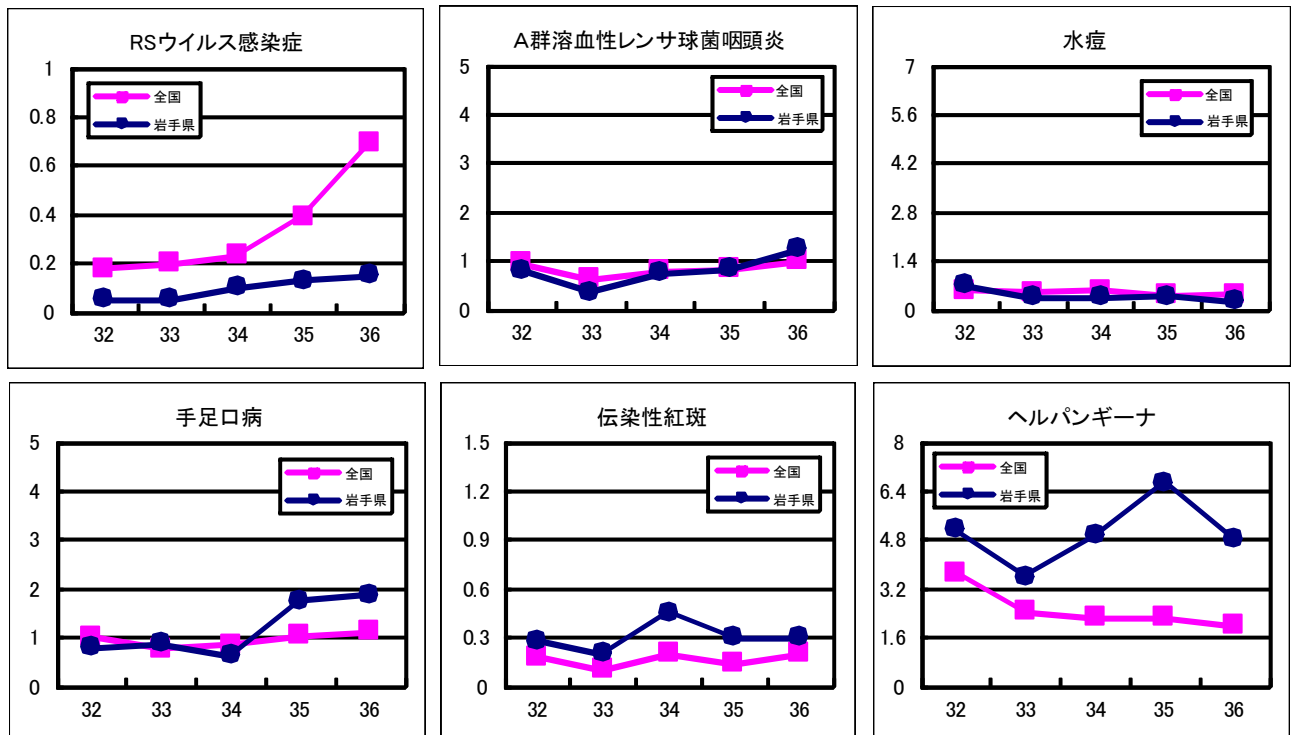 RSウイルス感染症
1
0.8
0.6
0.4
0.2
0
全国
岩手県
32 33 34 35 36
A群溶血性レンサ球菌咽頭炎
5
4
3
2
1
0
全国
岩手県
32 33 34 35 36
水痘
7
5.6
4.2
2.8
1.4
0
全国
岩手県
32 33 34 35 36
手足口病
5
4
3
2
1
0
全国
岩手県
32 33 34 35 36
伝染性紅斑
1.5
1.2
0.9
0.6
0.3
0
全国
岩手県
32 33 34 35 36
ヘルパンギーナ
8
6.4
4.8
3.2
1.6
0
全国
岩手県
32 33 34 35 36